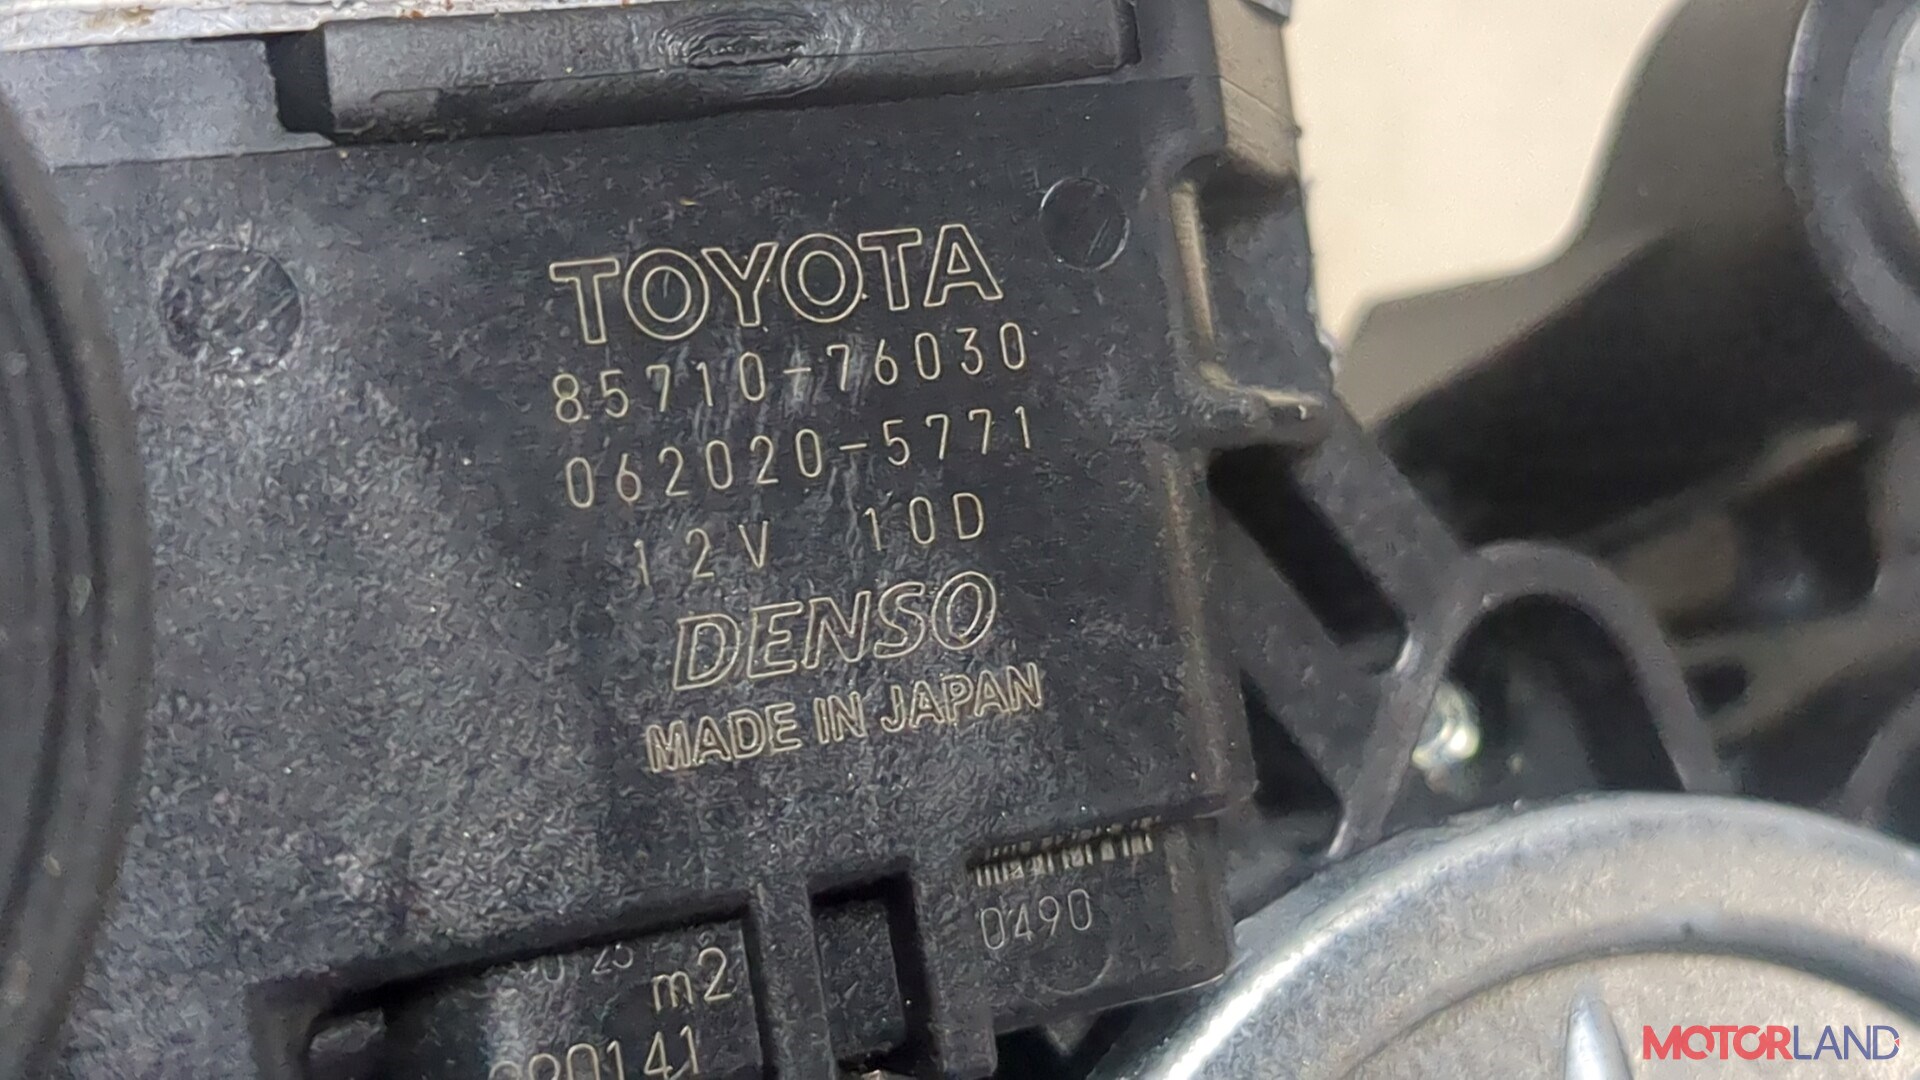 TOYOTA
85710-76030
062020-5771
12V 10D
DENSO
MADE IN JAPAN
0490
m2
MOTORLAND